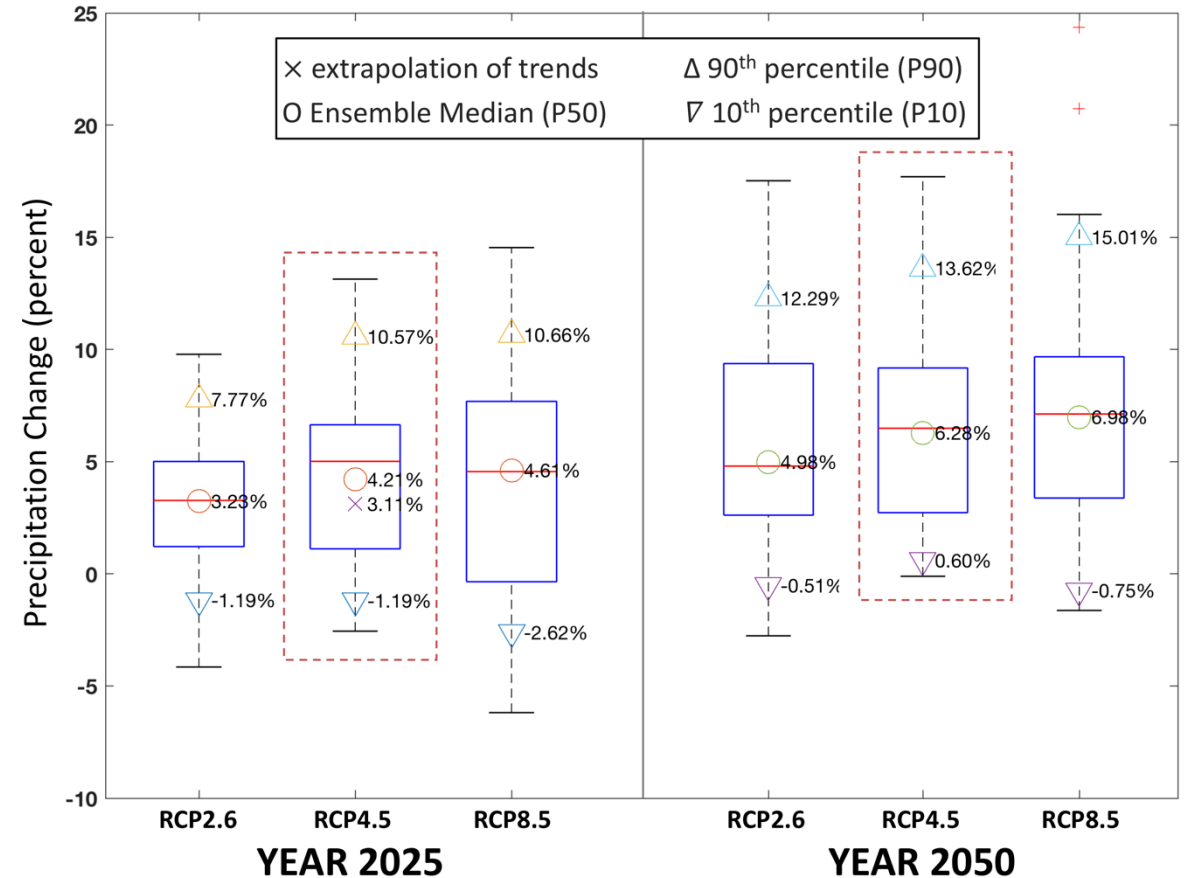 Precipitation Change (percent)
25
20
15
10
5
0
-5
-10
× extrapolation of trends
Δ 90th percentile (P90)
O Ensemble Median (P50)
∇ 10th percentile (P10)
7.77%
3.23%
-1.19%
10.57%
4.21%
3.11%
-1.19%
10.66%
4.61%
-2.62%
12.29%
4.98%
-0.51%
13.62%
6.28%
0.60%
15.01%
6.98%
-0.75%
RCP2.6
RCP4.5
RCP8.5
RCP2.6
RCP4.5
RCP8.5
YEAR 2025
YEAR 2050